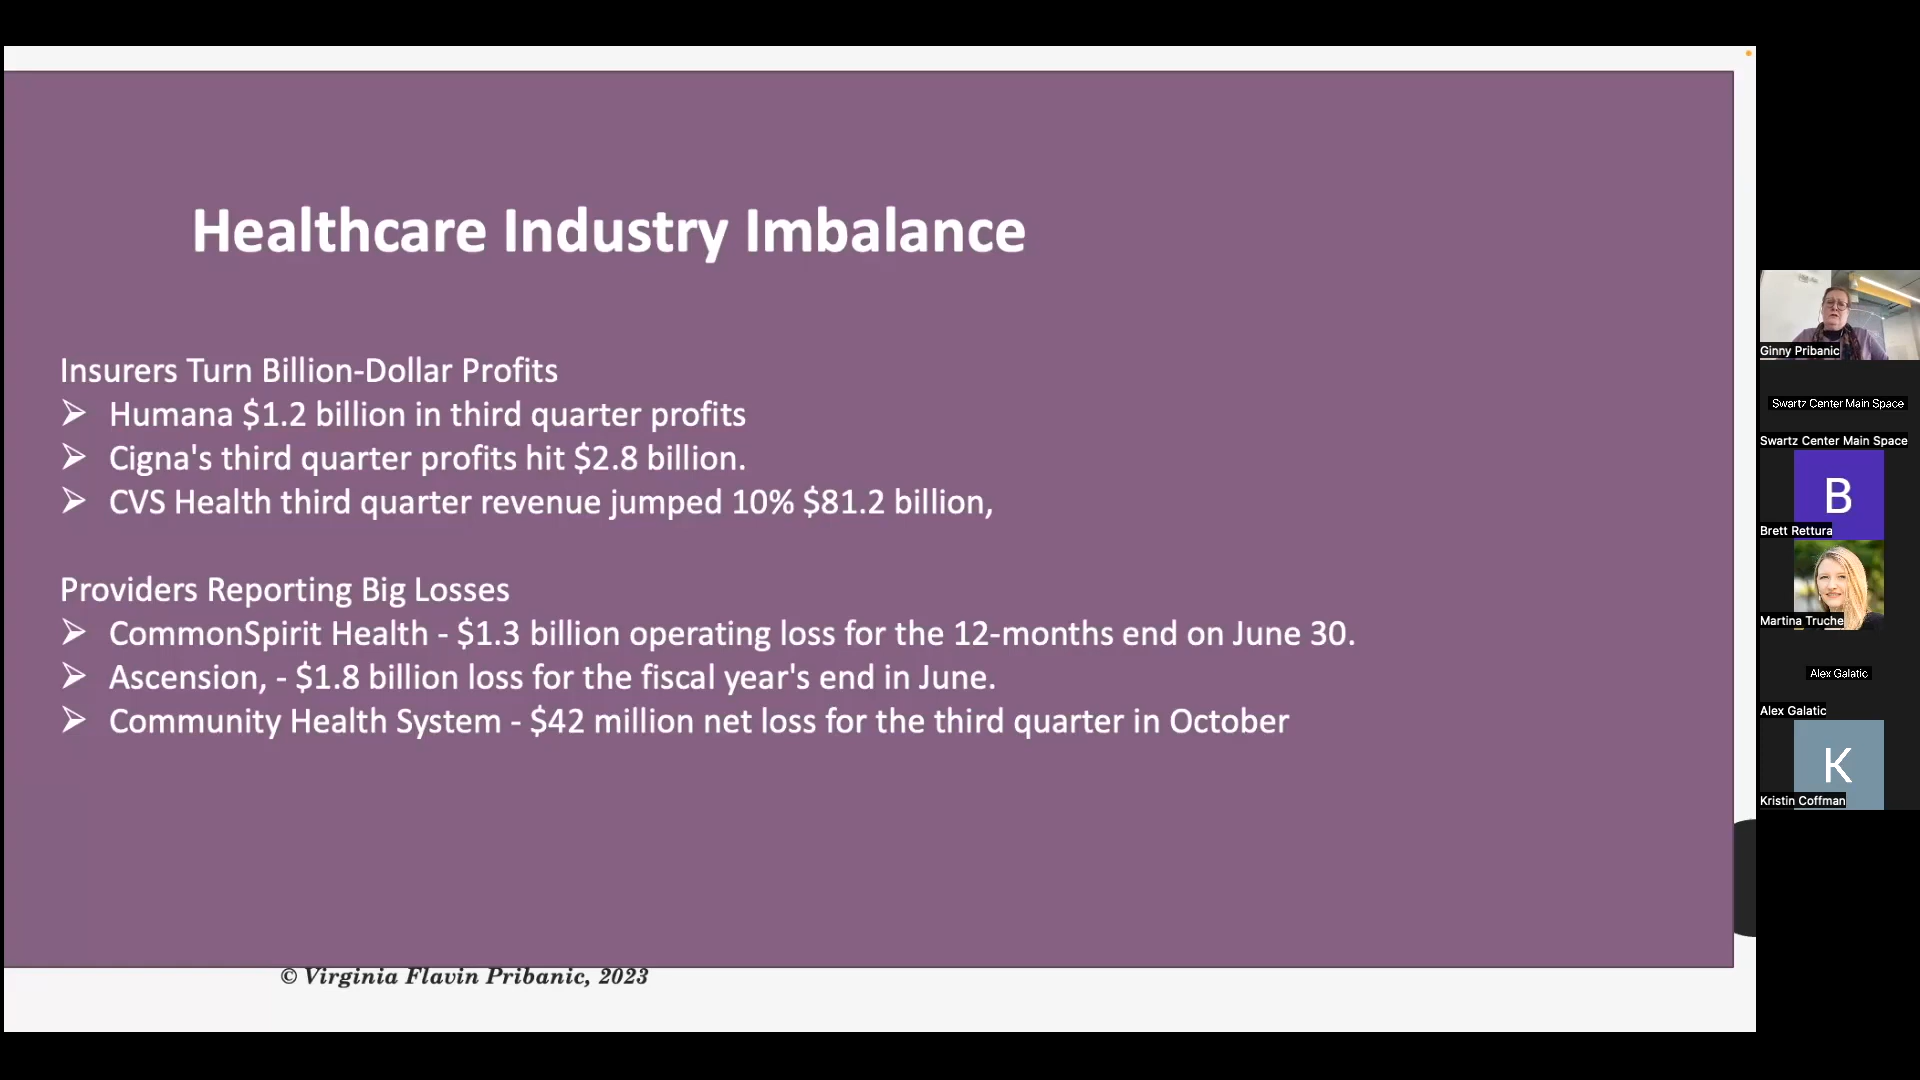 Healthcare Industry Imbalance
Insurers Turn Billion-Dollar Profits
➢ Humana $1.2 billion in third quarter profits
➢ Cigna's third quarter profits hit $2.8 billion.
➢ CVS Health third quarter revenue jumped 10% $81.2 billion,
Providers Reporting Big Losses
➢ CommonSpirit Health - $1.3 billion operating loss for the 12-months end on June 30.
➢ Ascension, - $1.8 billion loss for the fiscal year's end in June.
➢ Community Health System - $42 million net loss for the third quarter in October
© Virginia Flavin Pribanic, 2023
Ginny Pribanic
Swartz Center Main Space
Swartz Center Main Space
B
Brett Rettura
Martina Truche
Alex Galatic
Alex Galatic
K
Kristin Coffman